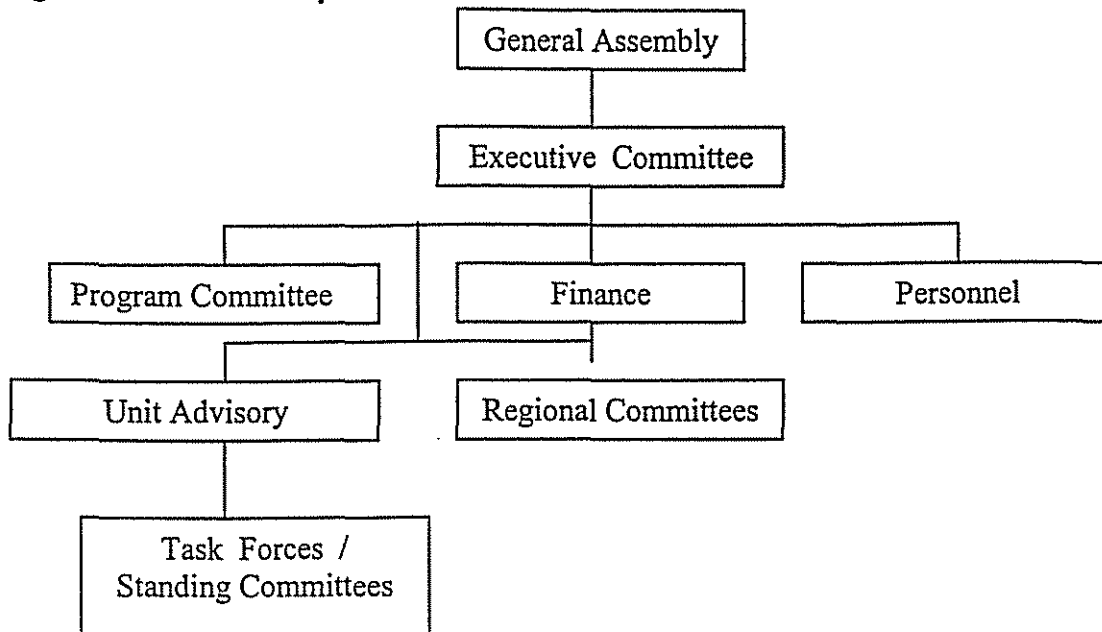 General Assembly
Executive Committee
Program Committee
Finance
Personnel
Unit Advisory
Regional Committees
Task Forces /
Standing Committees